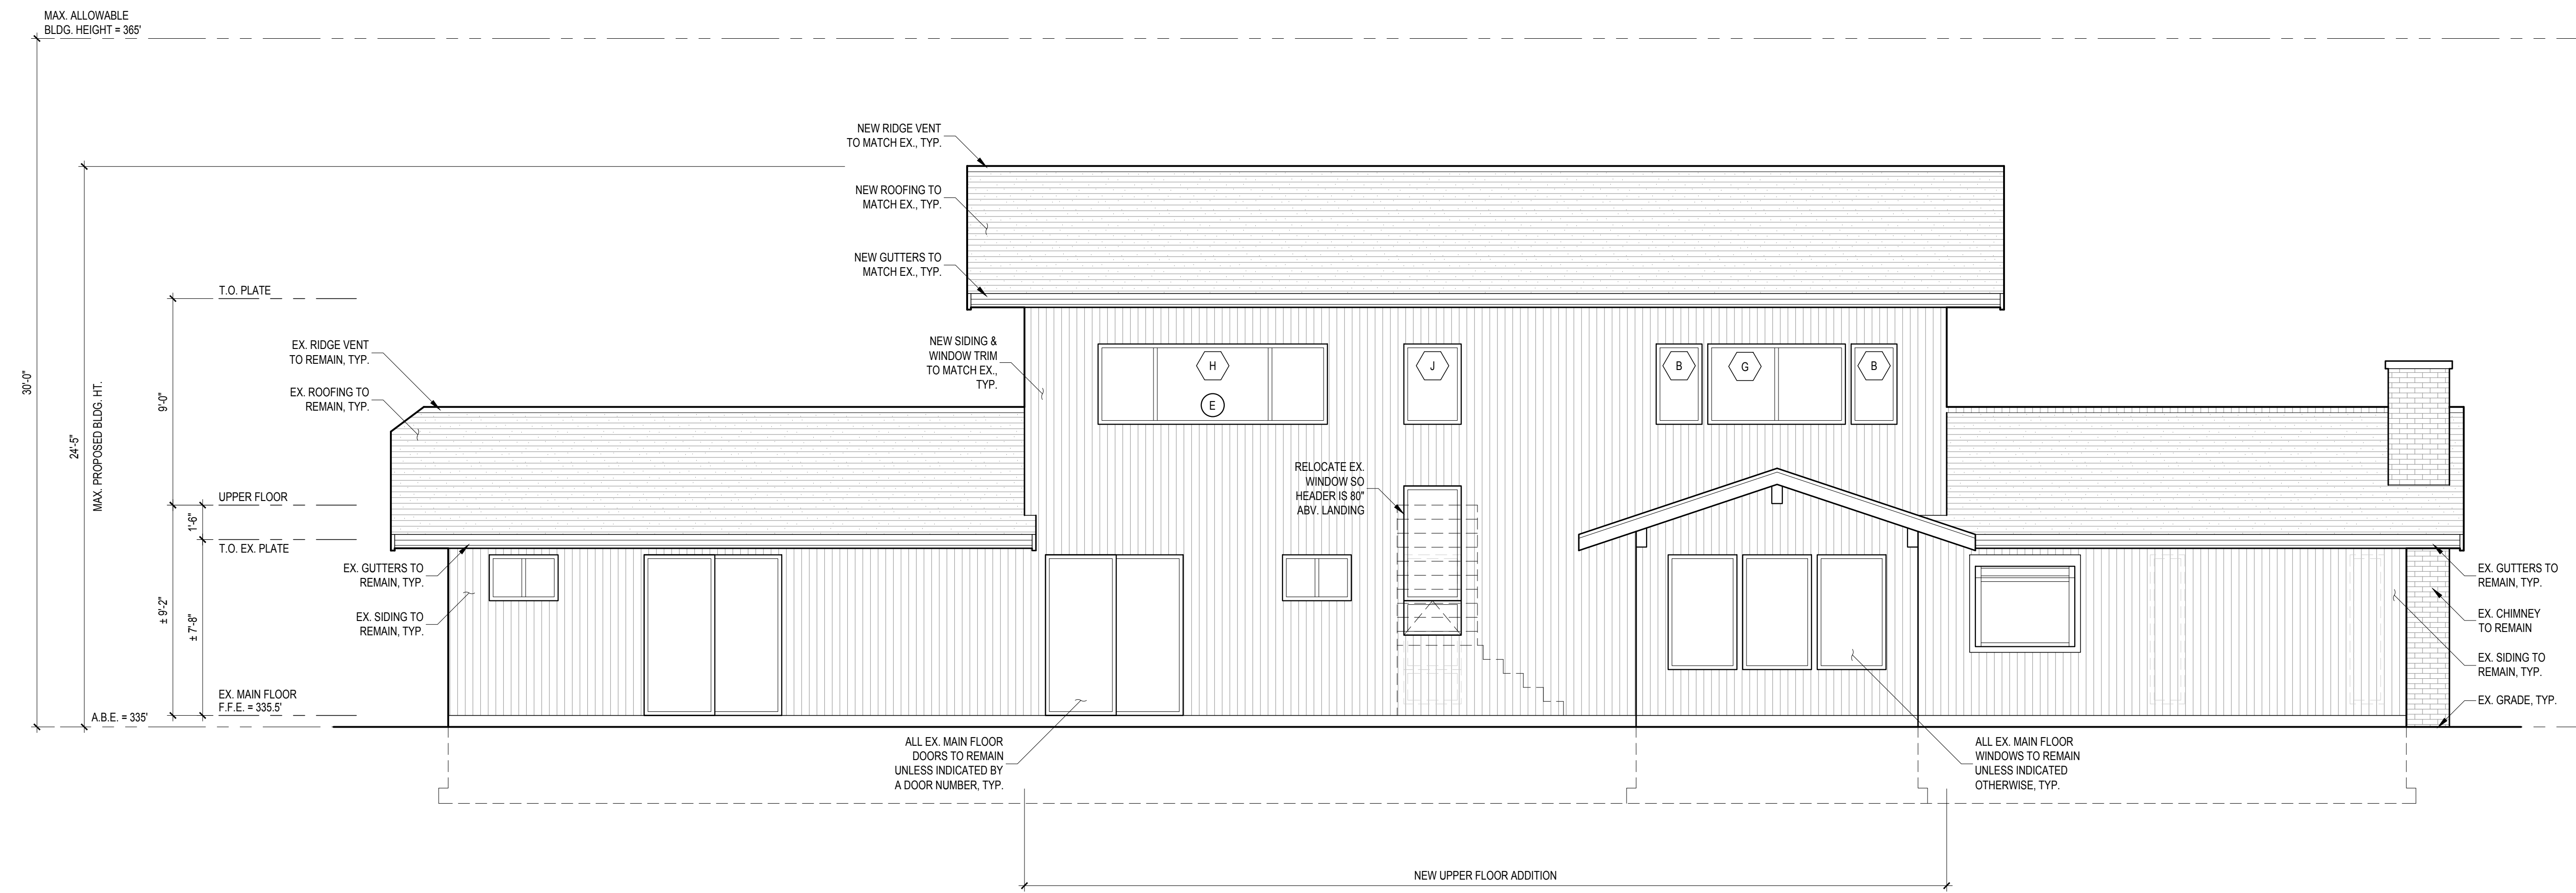 MAX. ALLOWABLE
BLDG. HEIGHT = 365'
NEW RIDGE VENT
TO MATCH EX., TYP.
NEW ROOFING TO
MATCH EX., TYP.
NEW GUTTERS TO
MATCH EX., TYP.
T.O. PLATE
EX. RIDGE VENT
TO REMAIN, TYP.
EX. ROOFING TO
REMAIN, TYP.
NEW SIDING &
WINDOW TRIM
TO MATCH EX.,
TYP.
H
J
B
G
B
E
30'-0"
24'-5"
MAX. PROPOSED BLDG. HT.
9'-0"
UPPER FLOOR
1'-6"
T.O. EX. PLATE
RELOCATE EX.
WINDOW SO
HEADER IS 80"
ABV. LANDING
EX. GUTTERS TO
REMAIN, TYP.
EX. SIDING TO
REMAIN, TYP.
± 9'-2"
± 7'-8"
EX. MAIN FLOOR
F.F.E. = 335.5'
A.B.E. = 335'
EX. GUTTERS TO
REMAIN, TYP.
EX. CHIMNEY
TO REMAIN
EX. SIDING TO
REMAIN, TYP.
EX. GRADE, TYP.
ALL EX. MAIN FLOOR
DOORS TO REMAIN
UNLESS INDICATED BY
A DOOR NUMBER, TYP.
ALL EX. MAIN FLOOR
WINDOWS TO REMAIN
UNLESS INDICATED
OTHERWISE, TYP.
NEW UPPER FLOOR ADDITION